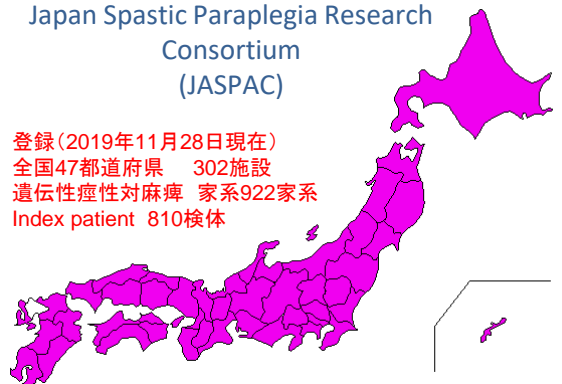 Japan Spastic Paraplegia Research
Consortium
(JASPAC)
登録（2019年11月28日現在）
全国47都道府県　302施設
遺伝性痙性対麻痺 家系922家系
Index patient 810検体